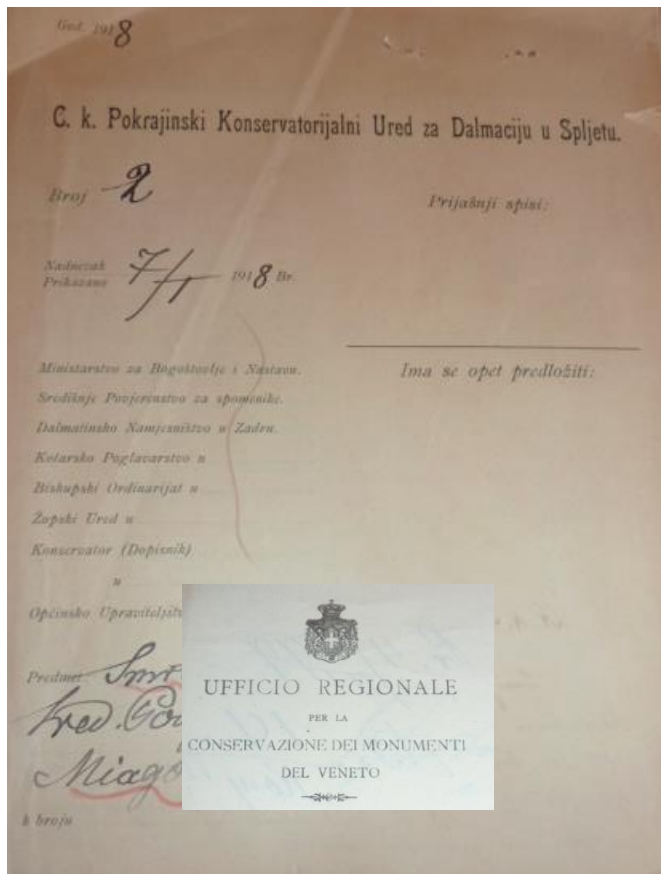 God. 1918
C. k. Pokrajinski Konservatorijalni Ured za Dalmaciju u Spljetu.
Broj 2
Prijašnji spisi:
Nadnevak
Prikazano 7/1 1918 Br.
Ima se opet predložiti:
Ministarstvo za Bogoštovlje i Nastavu.
Središnje Povjerenstvo za spomenike.
Dalmatinsko Namjesništvo u Zadru.
Kotarsko Poglavarstvo u
Biskupski Ordinarijat u
Župski Ured u
Konservator (Dopisnik)
u
Općinsko
Predmet:
k broju
UFFICIO REGIONALE
PER LA
CONSERVAZIONE DEI MONUMENTI
DEL VENETO